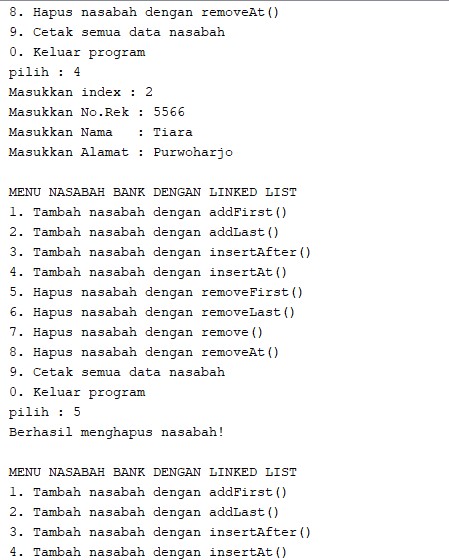 8. Hapus nasabah dengan removeAt()
9. Cetak semua data nasabah
0. Keluar program
pilih : 4
Masukkan index : 2
Masukkan No.Rek : 5566
Masukkan Nama   : Tiara
Masukkan Alamat : Purwoharjo

MENU NASABAH BANK DENGAN LINKED LIST
1. Tambah nasabah dengan addFirst()
2. Tambah nasabah dengan addLast()
3. Tambah nasabah dengan insertAfter()
4. Tambah nasabah dengan insertAt()
5. Hapus nasabah dengan removeFirst()
6. Hapus nasabah dengan removeLast()
7. Hapus nasabah dengan remove()
8. Hapus nasabah dengan removeAt()
9. Cetak semua data nasabah
0. Keluar program
pilih : 5
Berhasil menghapus nasabah!

MENU NASABAH BANK DENGAN LINKED LIST
1. Tambah nasabah dengan addFirst()
2. Tambah nasabah dengan addLast()
3. Tambah nasabah dengan insertAfter()
4. Tambah nasabah dengan insertAt()